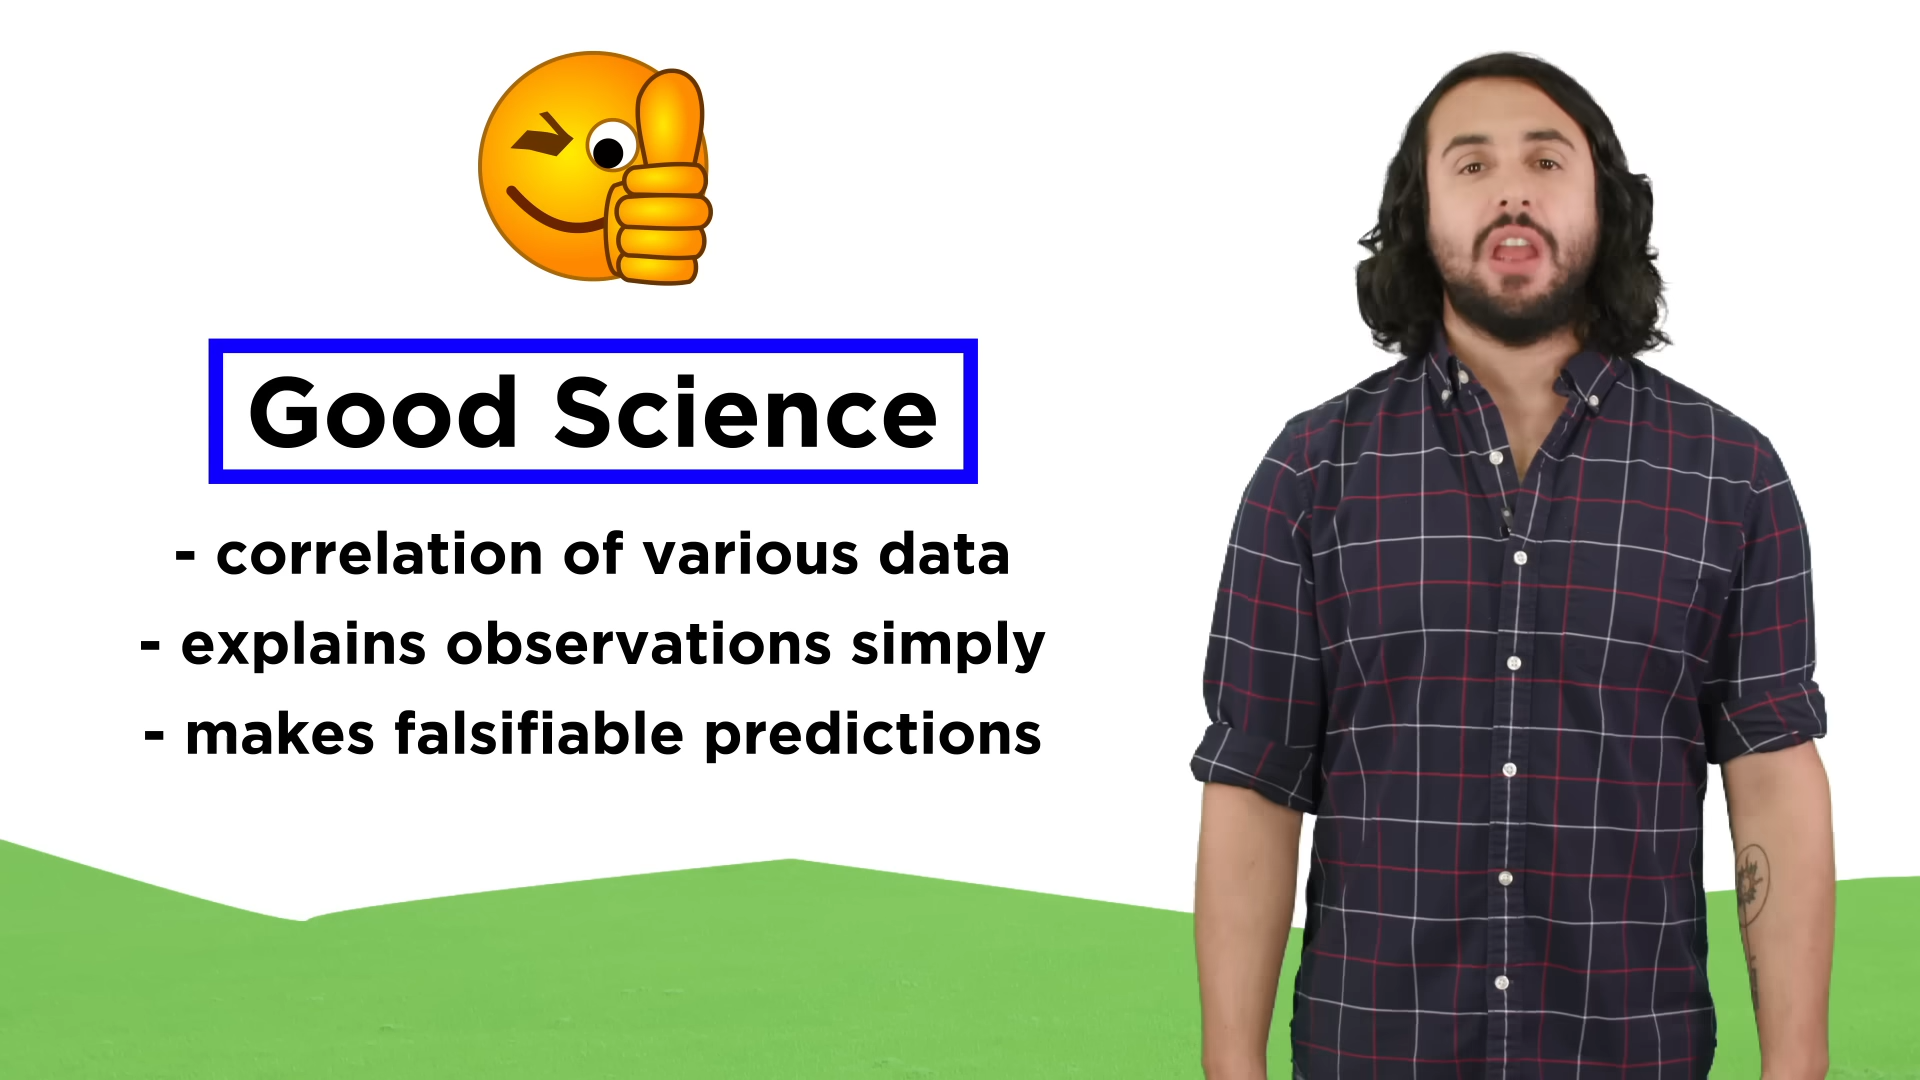 Good Science
- correlation of various data
- explains observations simply
- makes falsifiable predictions